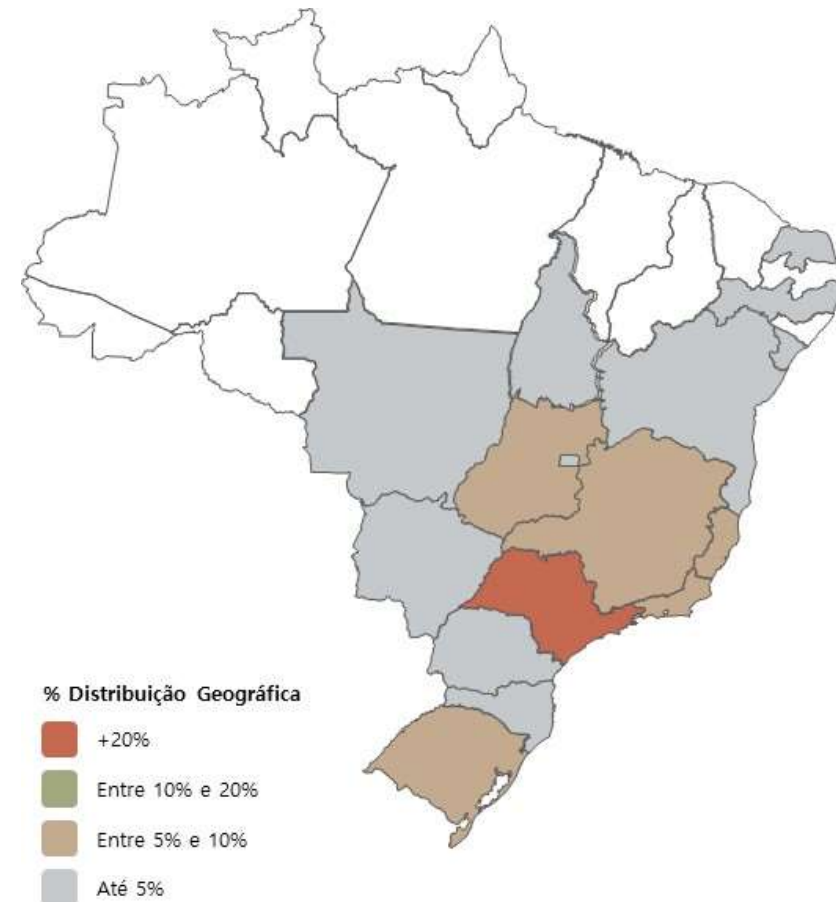 % Distribuição Geográfica
+20%
Entre 10% e 20%
Entre 5% e 10%
Até 5%